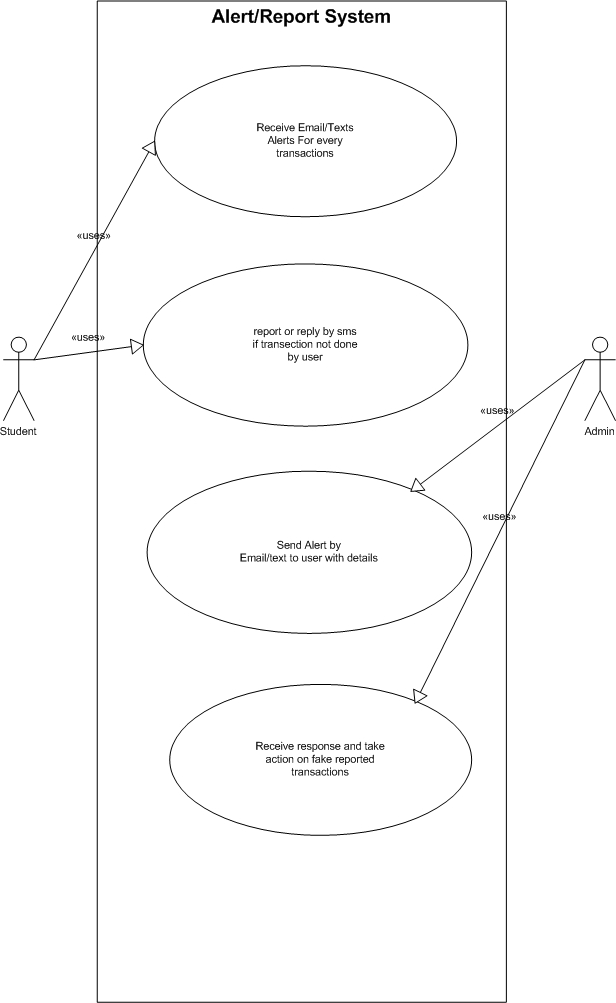 Alert/Report System
Receive Email/Texts
Alerts For every
transactions
«uses»
«uses»
report or reply by sms
if transection not done
by user
Student
Admin
«uses»
Send Alert by
Email/text to user with details
«uses»
Receive response and take
action on fake reported
transactions